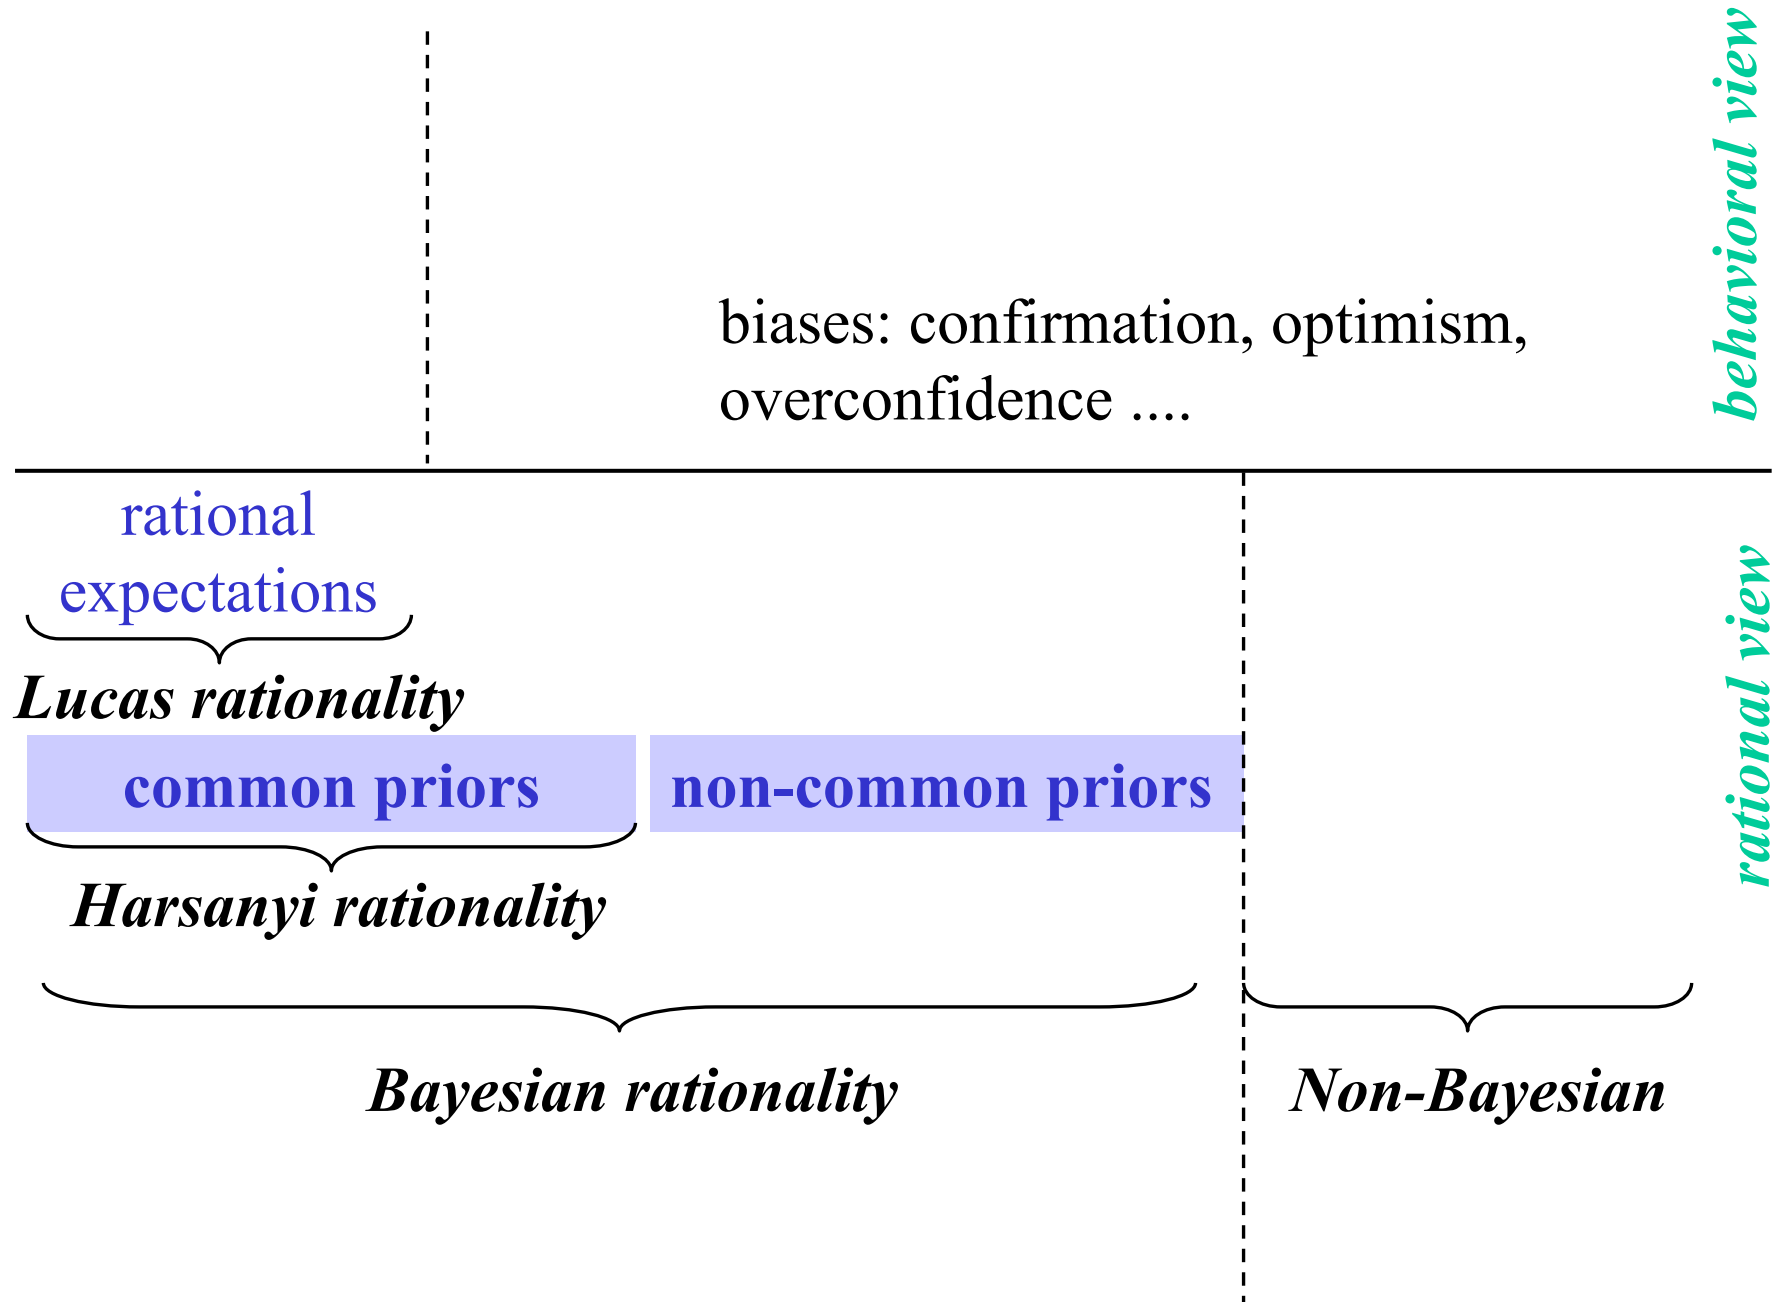 behavioral view
biases: confirmation, optimism,
overconfidence ....
rational
expectations
rational view
Lucas rationality
common priors
non-common priors
Harsanyi rationality
Bayesian rationality
Non-Bayesian